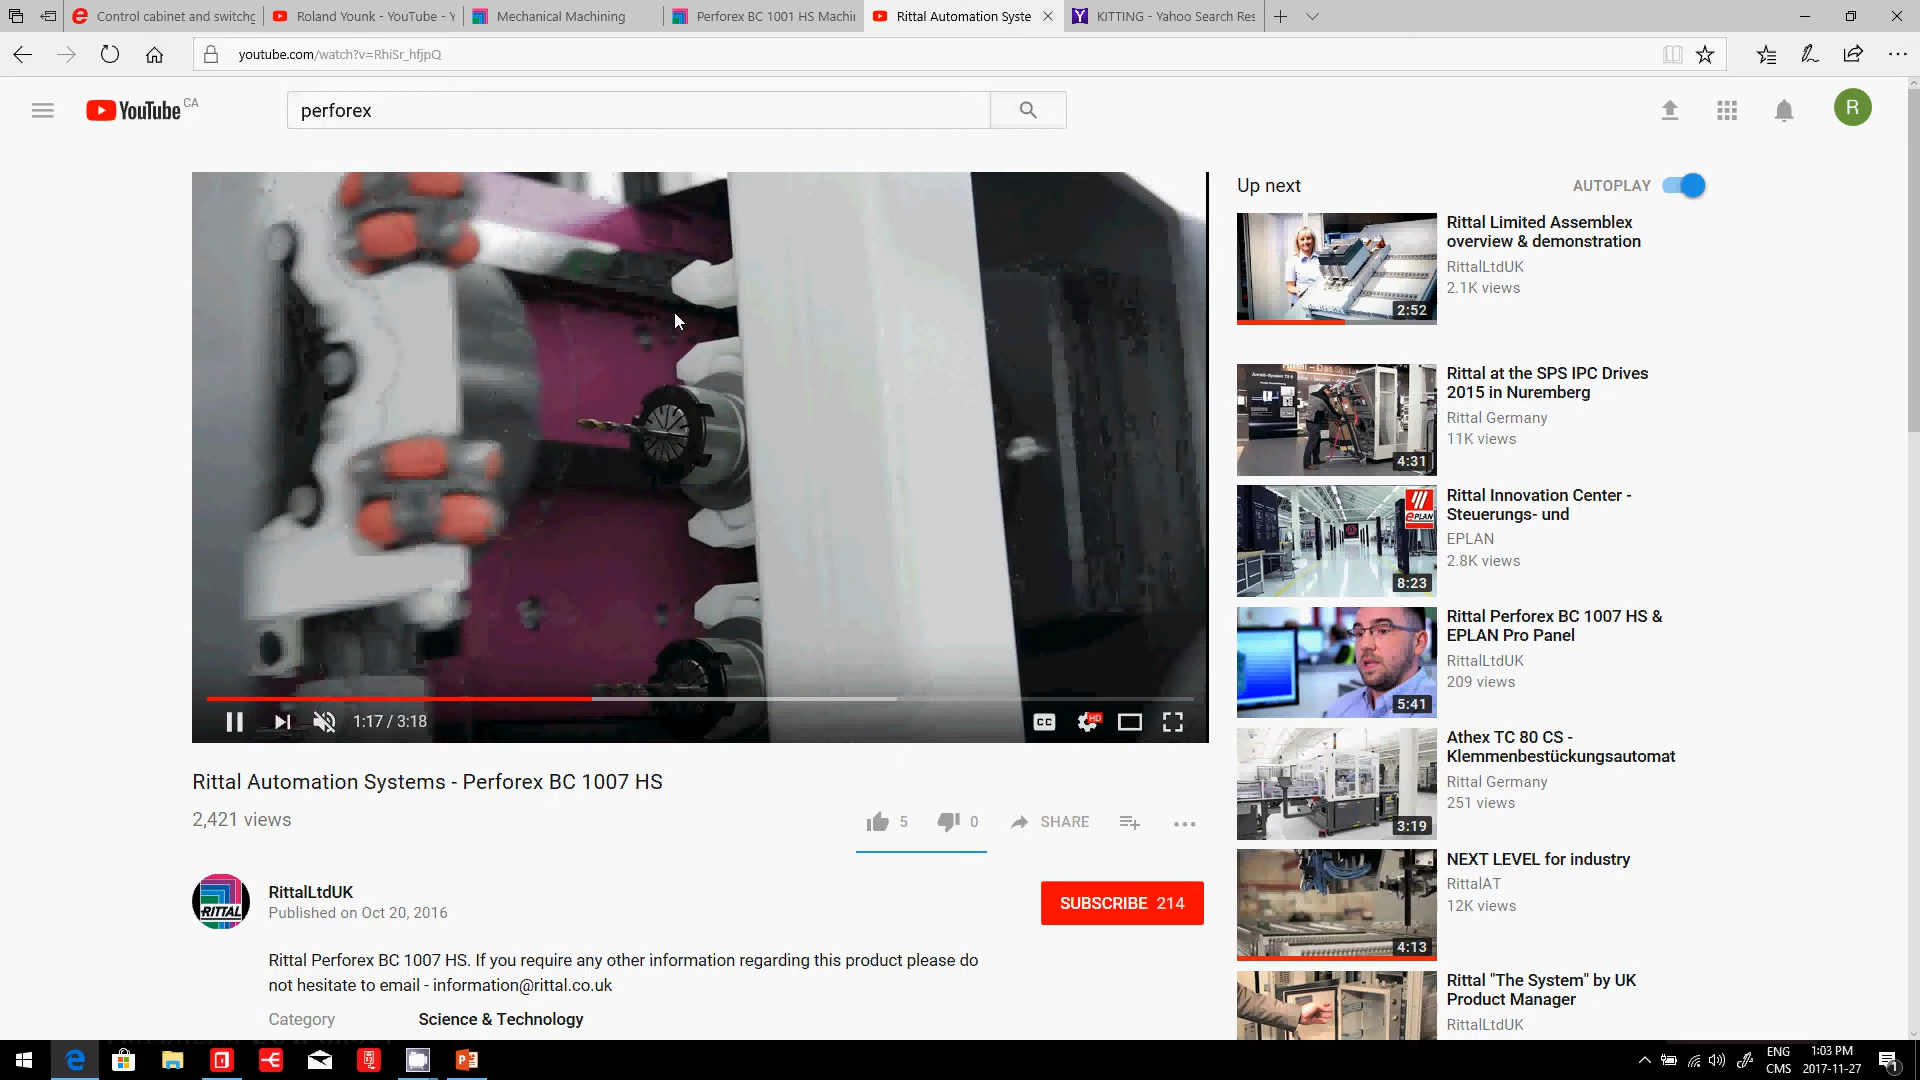 Control cabinet and switchg
Roland Younk - YouTube - Y
Mechanical Machining
Perforex BC 1001 HS Machi
Rittal Automation Syste
KITTING - Yahoo Search Res
youtube.com/watch?v=RhiSr_hfjpQ
YouTube CA
perforex
R
Up next
AUTOPLAY
Rittal Limited Assemblex
overview & demonstration
RittalLtdUK
2.1K views
2:52
Rittal at the SPS IPC Drives
2015 in Nuremberg
Rittal Germany
11K views
4:31
Rittal Innovation Center -
Steuerungs- und
EPLAN
2.8K views
8:23
Rittal Perforex BC 1007 HS &
EPLAN Pro Panel
RittalLtdUK
209 views
5:41
Athex TC 80 CS -
Klemmenbestückungsautomat
Rittal Germany
251 views
3:19
NEXT LEVEL for industry
RittalAT
12K views
4:13
Rittal "The System" by UK
Product Manager
RittalLtdUK
1:17 / 3:18
CC
HD
Rittal Automation Systems - Perforex BC 1007 HS
2,421 views
5
0
SHARE
RITTAL
RittalLtdUK
Published on Oct 20, 2016
SUBSCRIBE 214
Rittal Perforex BC 1007 HS. If you require any other information regarding this product please do
not hesitate to email - information@rittal.co.uk
Category
Science & Technology
ENG
CMS
1:03 PM
2017-11-27
1